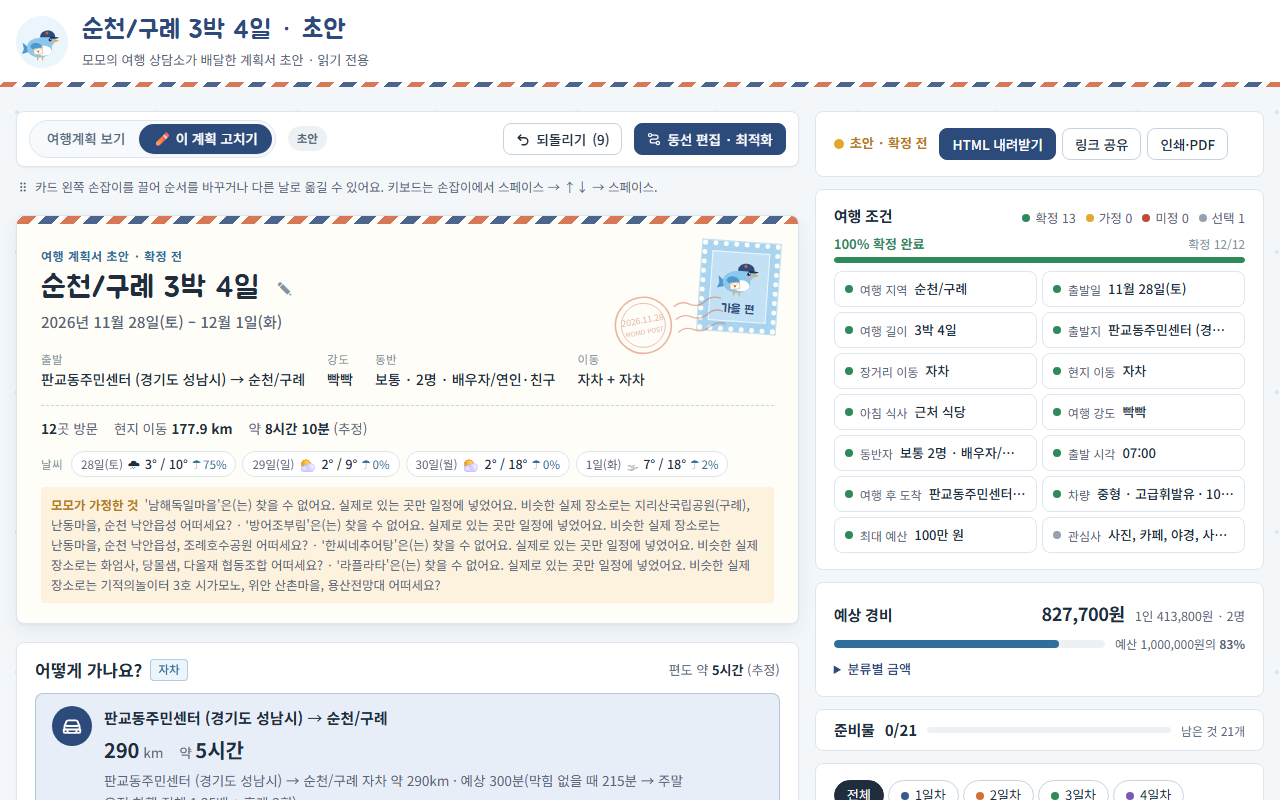 순천/구례 3박 4일 · 초안
모모의 여행 상담소가 배달한 계획서 초안 · 읽기 전용
여행계획 보기
이 계획 고치기
초안
되돌리기 (9)
동선 편집 · 최적화
⠿ 카드 왼쪽 손잡이를 끌어 순서를 바꾸거나 다른 날로 옮길 수 있어요. 키보드는 손잡이에서 스페이스 → ↑↓ → 스페이스.
여행 계획서 초안 · 확정 전
순천/구례 3박 4일
2026년 11월 28일(토) – 12월 1일(화)
가을 편
2026.11.28
MOMO POST
출발
판교동주민센터 (경기도 성남시) → 순천/구례
강도
빡빡
동반
보통 · 2명 · 배우자/연인·친구
이동
자차 + 자차
12곳 방문 현지 이동 177.9 km 약 8시간 10분 (추정)
날씨 28일(토) 3° / 10° ☂75% 29일(일) 2° / 9° ☂0% 30일(월) 2° / 18° ☂0% 1일(화) 7° / 18° ☂2%
모모가 가정한 것 '남해독일마을'은(는) 찾을 수 없어요. 실제로 있는 곳만 일정에 넣었어요. 비슷한 실제 장소로는 지리산국립공원(구례),
난동마을, 순천 낙안읍성 어떠세요? · '방어조부림'은(는) 찾을 수 없어요. 실제로 있는 곳만 일정에 넣었어요. 비슷한 실제 장소로는
난동마을, 순천 낙안읍성, 조례호수공원 어떠세요? · '한씨네추어탕'은(는) 찾을 수 없어요. 실제로 있는 곳만 일정에 넣었어요. 비슷한 실제
장소로는 화엄사, 당몰샘, 다올재 협동조합 어떠세요? · '라플라타'은(는) 찾을 수 없어요. 실제로 있는 곳만 일정에 넣었어요. 비슷한 실제
장소로는 기적의놀이터 3호 시가모노, 위안 산촌마을, 용산전망대 어떠세요?
어떻게 가나요? 자차
편도 약 5시간 (추정)
판교동주민센터 (경기도 성남시) → 순천/구례
290 km 약 5시간
판교동주민센터 (경기도 성남시) → 순천/구례 자차 약 290km · 예상 300분(막힘 없을 때 215분 → 주말
초안 · 확정 전
HTML 내려받기
링크 공유
인쇄·PDF
여행 조건
확정 13 가정 0 미정 0 선택 1
100% 확정 완료
확정 12/12
여행 지역 순천/구례
출발일 11월 28일(토)
여행 길이 3박 4일
출발지 판교동주민센터 (경…
장거리 이동 자차
현지 이동 자차
아침 식사 근처 식당
여행 강도 빡빡
동반자 보통 2명 · 배우자/…
출발 시각 07:00
여행 후 도착 판교동주민센터…
차량 중형 · 고급휘발유 · 10…
최대 예산 100만 원
관심사 사진, 카페, 야경, 사…
예상 경비
827,700원 1인 413,800원 · 2명
예산 1,000,000원의 83%
▶ 분류별 금액
준비물 0/21
남은 것 21개
전체 1일차 2일차 3일차 4일차